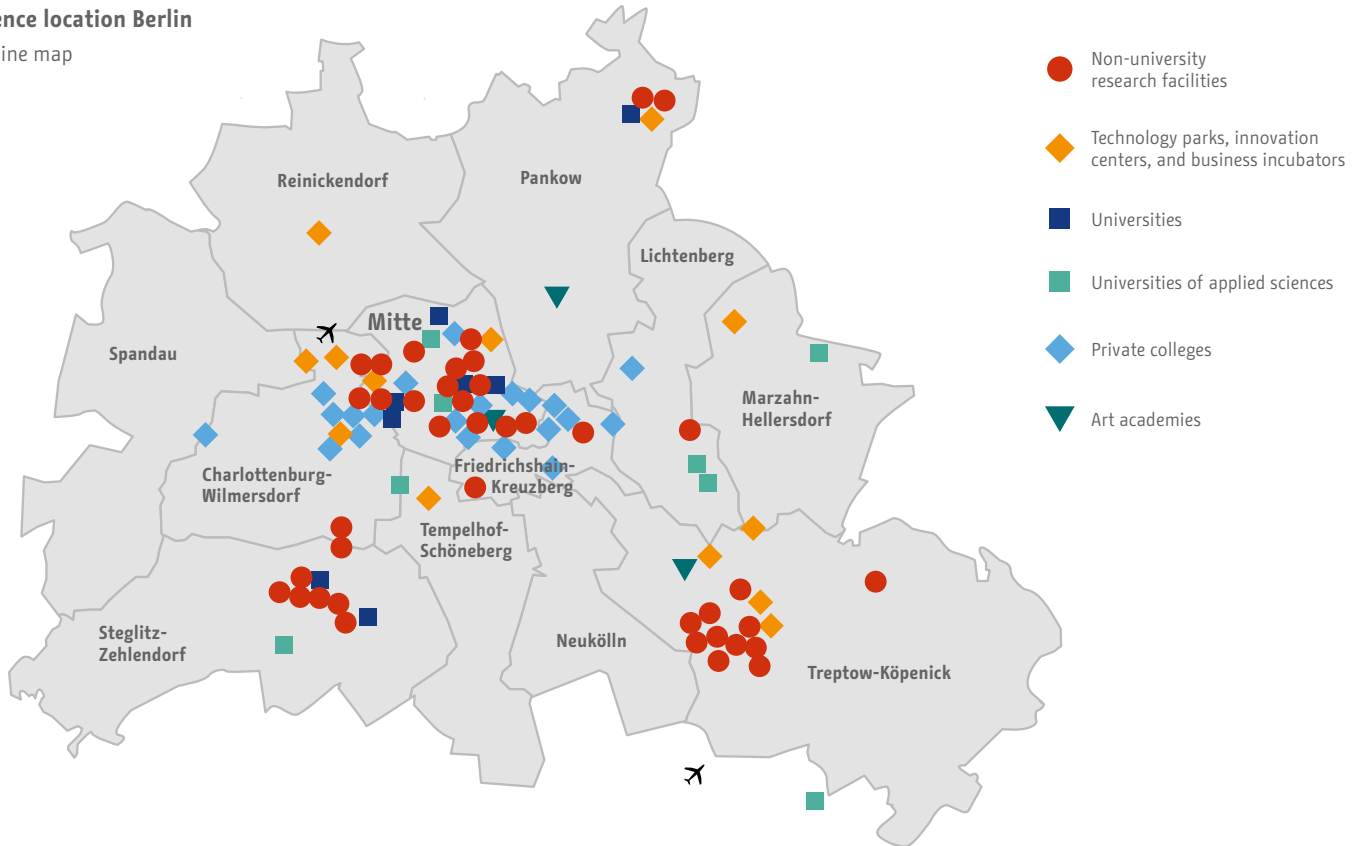 ence location Berlin
ine map
Non-university
research facilities
Technology parks, innovation
centers, and business incubators
Universities
Universities of applied sciences
Private colleges
Art academies
Reinickendorf
Pankow
Lichtenberg
Mitte
Spandau
Marzahn-
Hellersdorf
Charlottenburg-
Wilmersdorf
Friedrichshain-
Kreuzberg
Tempelhof-
Schöneberg
Steglitz-
Zehlendorf
Neukölln
Treptow-Köpenick